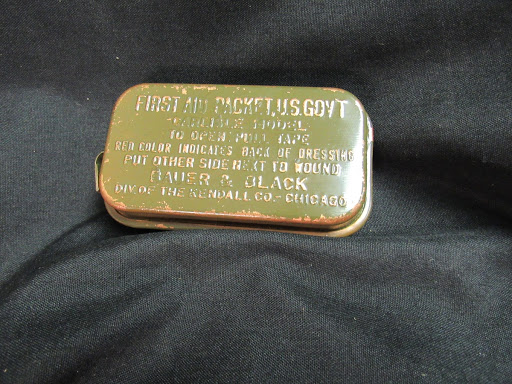 FIRST AID PACKET, U.S. GOVT
CARLISLE MODEL
TO OPEN PULL TAPE
RED COLOR INDICATES BACK OF DRESSING
PUT OTHER SIDE NEXT TO WOUND
BAUER & BLACK
DIV. OF THE KENDALL CO.-CHICAGO